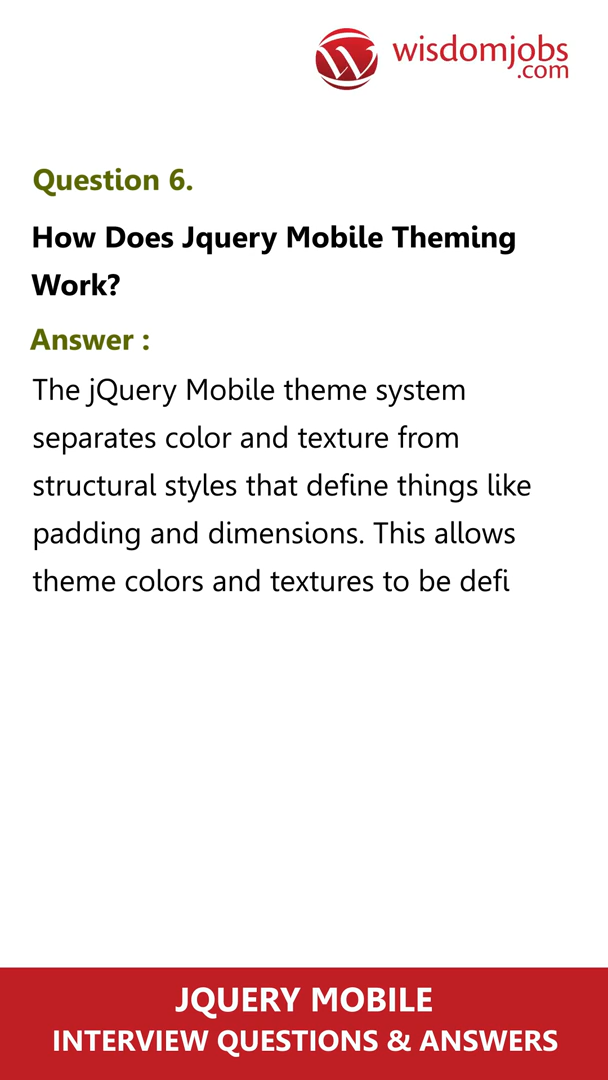 wisdomjobs
.com
Question 6.
How Does Jquery Mobile Theming
Work?
Answer :
The jQuery Mobile theme system
separates color and texture from
structural styles that define things like
padding and dimensions. This allows
theme colors and textures to be defi
JQUERY MOBILE
INTERVIEW QUESTIONS & ANSWERS